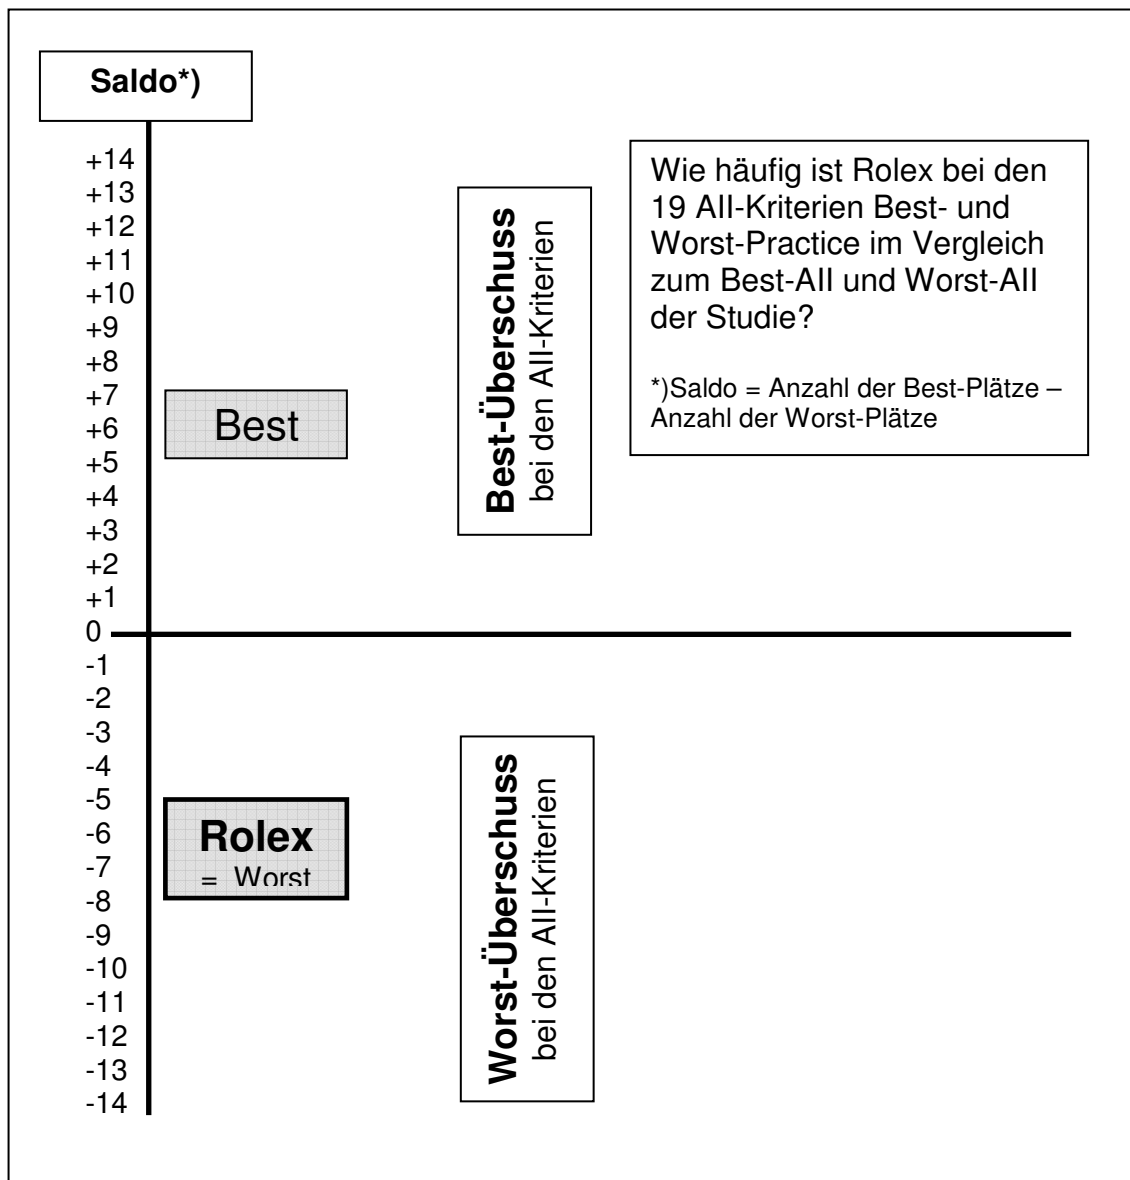 Saldo*)
+14
+13
+12
+11
+10
+9
+8
+7
+6
+5
+4
+3
+2
+1
0
-1
-2
-3
-4
-5
-6
-7
-8
-9
-10
-11
-12
-13
-14
Best
Rolex
= Worst
Best-Überschuss
bei den AII-Kriterien
Worst-Überschuss
bei den AII-Kriterien
Wie häufig ist Rolex bei den
19 AII-Kriterien Best- und
Worst-Practice im Vergleich
zum Best-AII und Worst-AII
der Studie?
*)Saldo = Anzahl der Best-Plätze –
Anzahl der Worst-Plätze